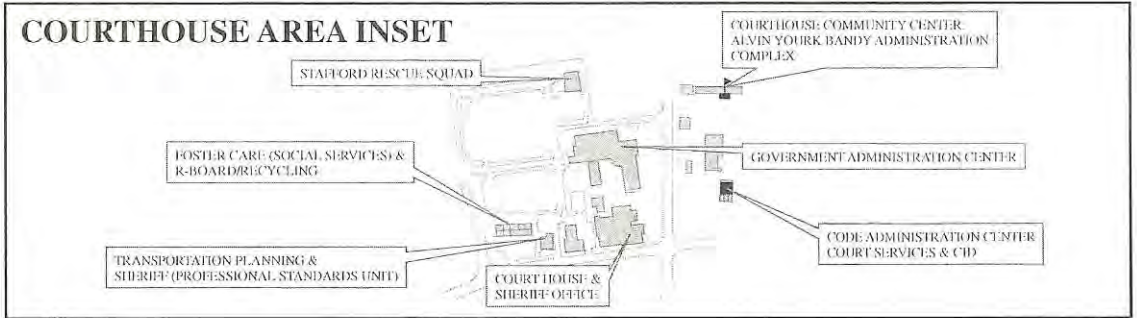 COURTHOUSE AREA INSET
COURTHOUSE COMMUNITY CENTER
ALVIN YOURK BANDY ADMINISTRATION
COMPLEX
STAFFORD RESCUE SQUAD
FOSTER CARE (SOCIAL SERVICES) &
R-BOARD/RECYCLING
GOVERNMENT ADMINISTRATION CENTER
TRANSPORTATION PLANNING &
SHERIFF (PROFESSIONAL STANDARDS UNIT)
COURT HOUSE &
SHERIFF OFFICE
CODE ADMINISTRATION CENTER
COURT SERVICES & CID